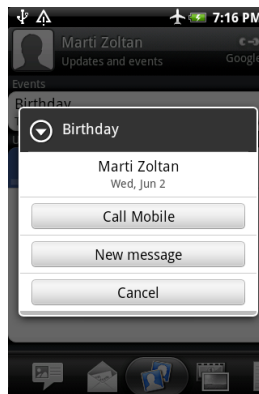 7:16 PM
Marti Zoltan
Updates and events
Google
Events
Birthday
Birthday
Marti Zoltan
Wed, Jun 2
Call Mobile
New message
Cancel